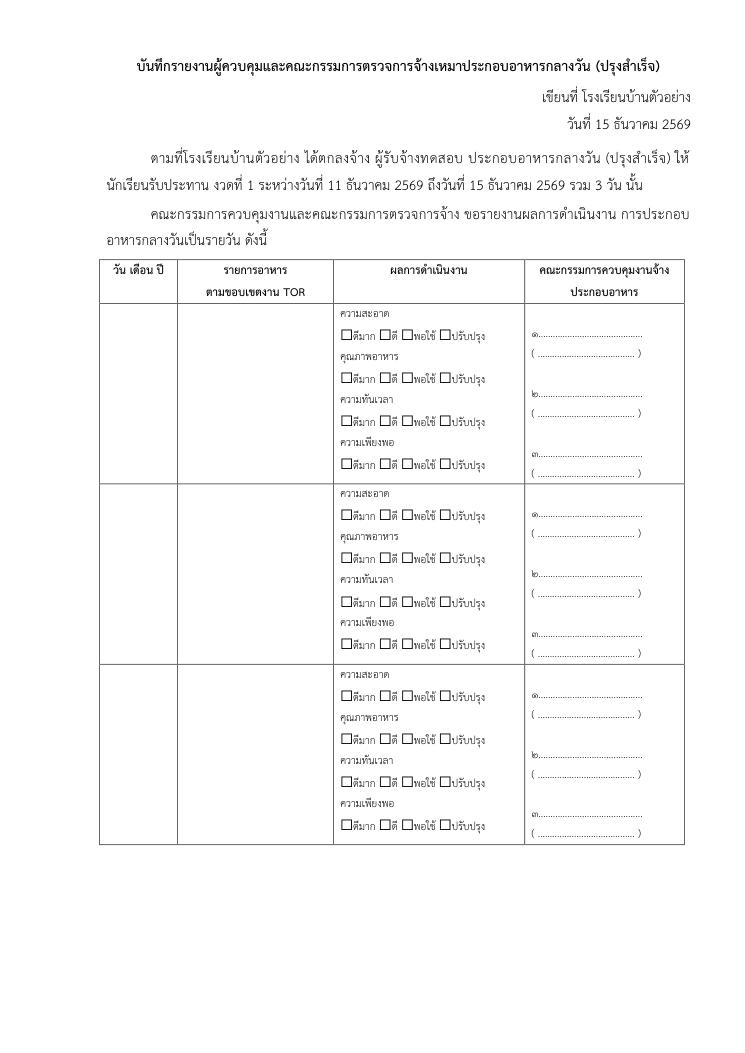 บันทึกรายงานผู้ควบคุมและคณะกรรมการตรวจการจ้างเหมาประกอบอาหารกลางวัน (ปรุงสำเร็จ)
เขียนที่ โรงเรียนบ้านตัวอย่าง
วันที่ 15 ธันวาคม 2569
ตามที่โรงเรียนบ้านตัวอย่าง ได้ตกลงจ้าง ผู้รับจ้างทดสอบ ประกอบอาหารกลางวัน (ปรุงสำเร็จ) ให้
นักเรียนรับประทาน งวดที่ 1 ระหว่างวันที่ 11 ธันวาคม 2569 ถึงวันที่ 15 ธันวาคม 2569 รวม 3 วัน นั้น
คณะกรรมการควบคุมงานและคณะกรรมการตรวจการจ้าง ขอรายงานผลการดำเนินงาน การประกอบ
อาหารกลางวันเป็นรายวัน ดังนี้
วัน เดือน ปี
รายการอาหาร
ตามขอบเขตงาน TOR
ผลการดำเนินงาน
คณะกรรมการควบคุมงานจ้าง
ประกอบอาหาร
ความสะอาด
☐ดีมาก ☐ดี ☐พอใช้ ☐ปรับปรุง
คุณภาพอาหาร
☐ดีมาก ☐ดี ☐พอใช้ ☐ปรับปรุง
ความทันเวลา
☐ดีมาก ☐ดี ☐พอใช้ ☐ปรับปรุง
ความเพียงพอ
☐ดีมาก ☐ดี ☐พอใช้ ☐ปรับปรุง
๑.......................................
( .................................... )
๒.......................................
( .................................... )
๓.......................................
( .................................... )
ความสะอาด
☐ดีมาก ☐ดี ☐พอใช้ ☐ปรับปรุง
คุณภาพอาหาร
☐ดีมาก ☐ดี ☐พอใช้ ☐ปรับปรุง
ความทันเวลา
☐ดีมาก ☐ดี ☐พอใช้ ☐ปรับปรุง
ความเพียงพอ
☐ดีมาก ☐ดี ☐พอใช้ ☐ปรับปรุง
๑.......................................
( .................................... )
๒.......................................
( .................................... )
๓.......................................
( .................................... )
ความสะอาด
☐ดีมาก ☐ดี ☐พอใช้ ☐ปรับปรุง
คุณภาพอาหาร
☐ดีมาก ☐ดี ☐พอใช้ ☐ปรับปรุง
ความทันเวลา
☐ดีมาก ☐ดี ☐พอใช้ ☐ปรับปรุง
ความเพียงพอ
☐ดีมาก ☐ดี ☐พอใช้ ☐ปรับปรุง
๑.......................................
( .................................... )
๒.......................................
( .................................... )
๓.......................................
( .................................... )